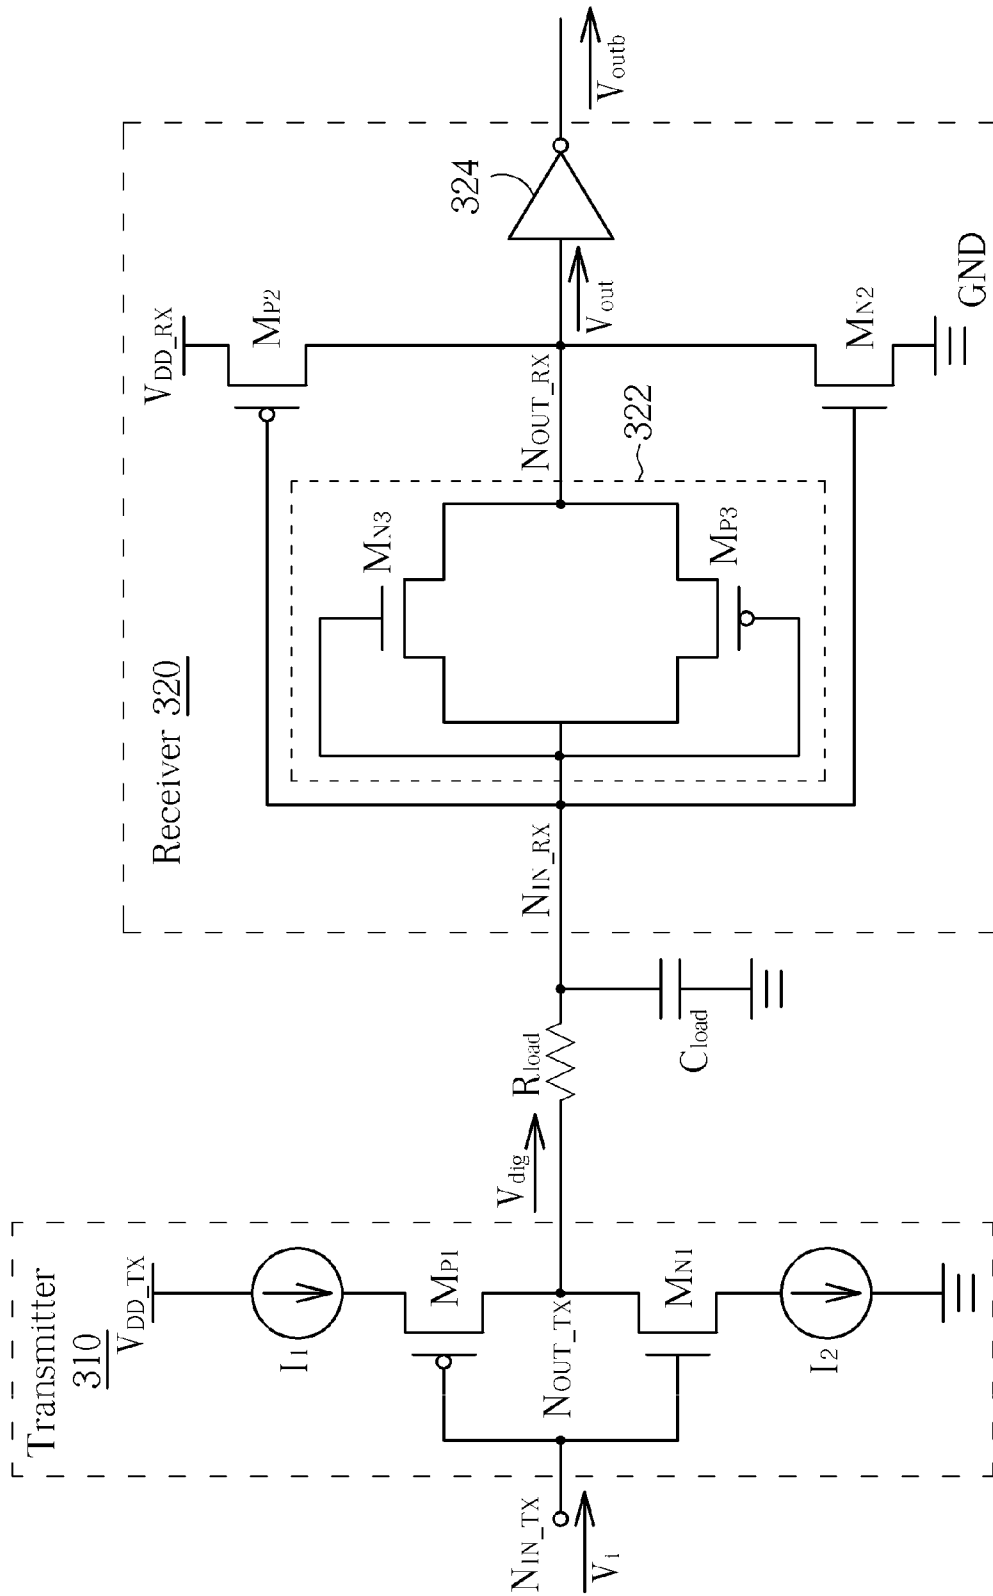 Transmitter
310
VDD_TX
I1
MP1
NOUT_TX
MN1
I2
NIN_TX
Vi
Vdig
Rload
Cload
Receiver 320
NIN_RX
MN3
MP3
322
NOUT_RX
VDD_RX
MP2
MN2
GND
Vout
324
Voutb